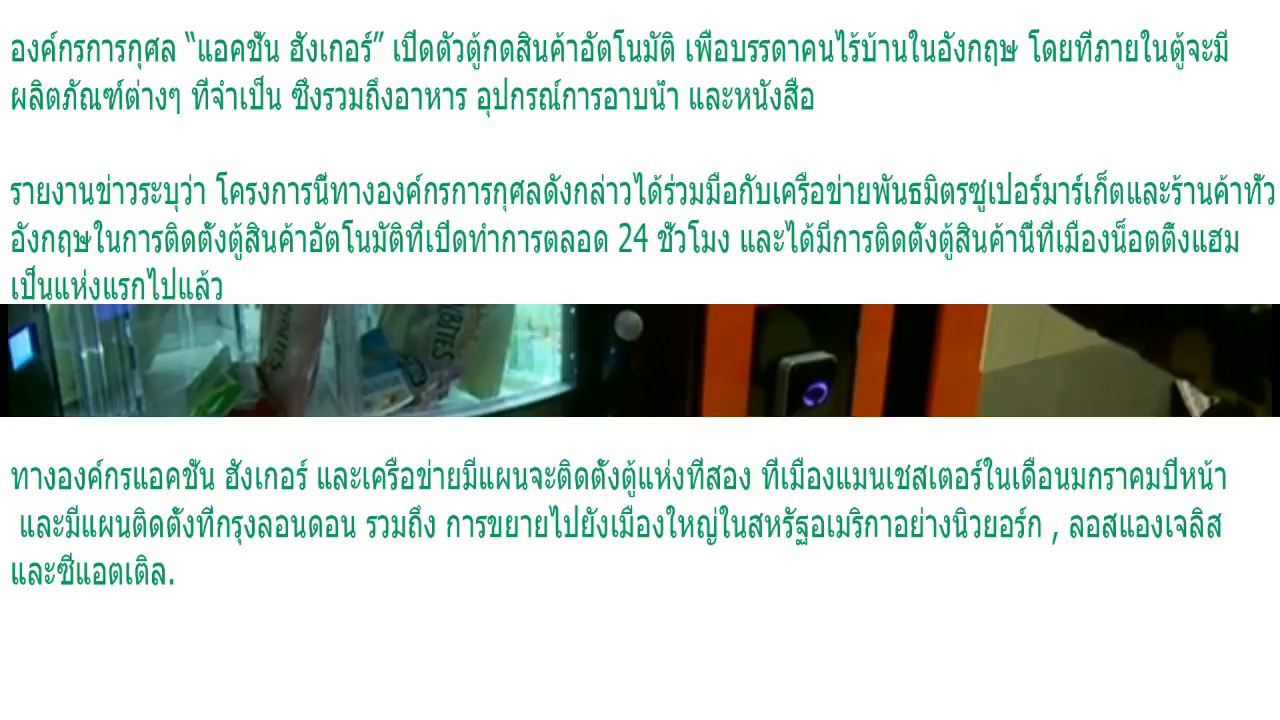 องค์กรการกุศล “แอคชั่น ฮังเกอร์” เปิดตัวตู้กดสินค้าอัตโนมัติ เพื่อบรรดาคนไร้บ้านในอังกฤษ โดยที่ภายในตู้จะมี
ผลิตภัณฑ์ต่างๆ ที่จำเป็น ซึ่งรวมถึงอาหาร อุปกรณ์การอาบน้ำ และหนังสือ
รายงานข่าวระบุว่า โครงการนี้ทางองค์กรการกุศลดังกล่าวได้ร่วมมือกับเครือข่ายพันธมิตรซูเปอร์มาร์เก็ตและร้านค้าทั่ว
อังกฤษในการติดตั้งตู้สินค้าอัตโนมัติที่เปิดทำการตลอด 24 ชั่วโมง และได้มีการติดตั้งตู้สินค้านี้ที่เมืองน็อตติ้งแฮม
เป็นแห่งแรกไปแล้ว
ทางองค์กรแอคชั่น ฮังเกอร์ และเครือข่ายมีแผนจะติดตั้งตู้แห่งที่สอง ที่เมืองแมนเชสเตอร์ในเดือนมกราคมปีหน้า
และมีแผนติดตั้งที่กรุงลอนดอน รวมถึง การขยายไปยังเมืองใหญ่ในสหรัฐอเมริกาอย่างนิวยอร์ก , ลอสแองเจลิส
และซีแอตเติล.